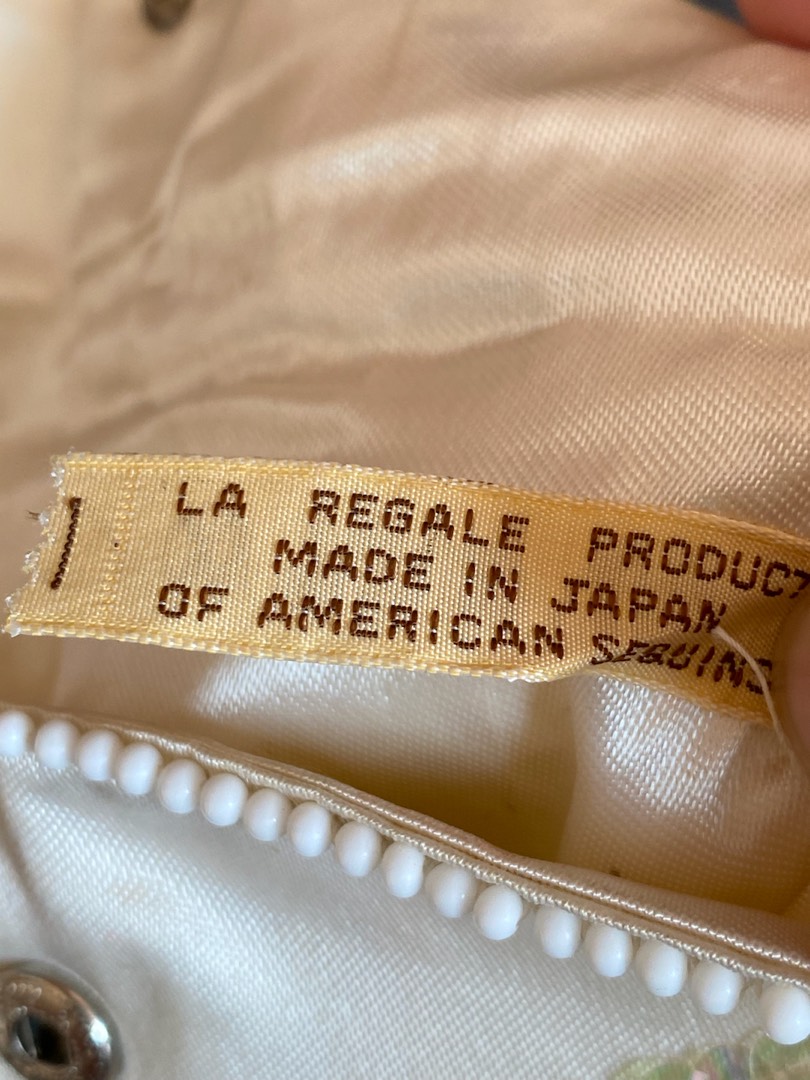 LA REGALE PRODUCT
MADE IN JAPAN
OF AMERICAN SEQUINS